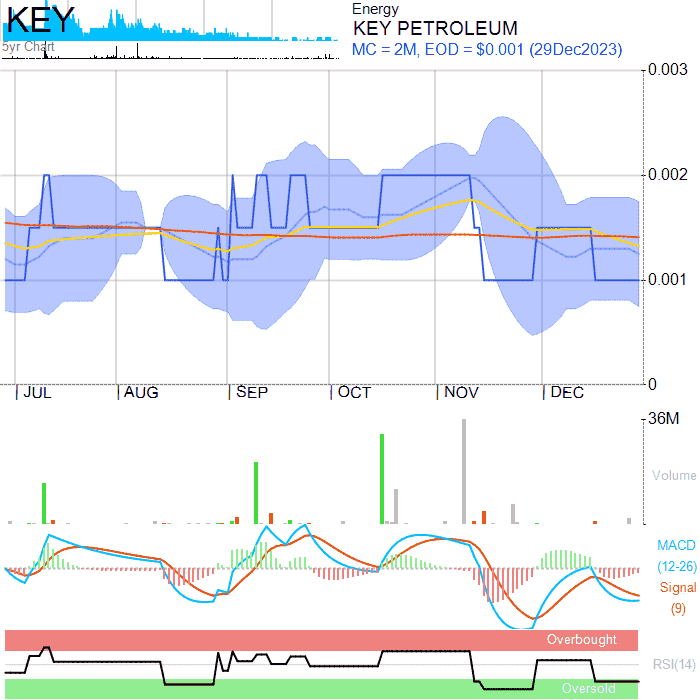 KEY
5yr Chart
Energy
KEY PETROLEUM
MC = 2M, EOD = $0.001 (29Dec2023)
0.003
0.002
0.001
0
JUL AUG SEP OCT NOV DEC
36M
Volume
MACD
(12-26)
Signal
(9)
Overbought
RSI(14)
Oversold